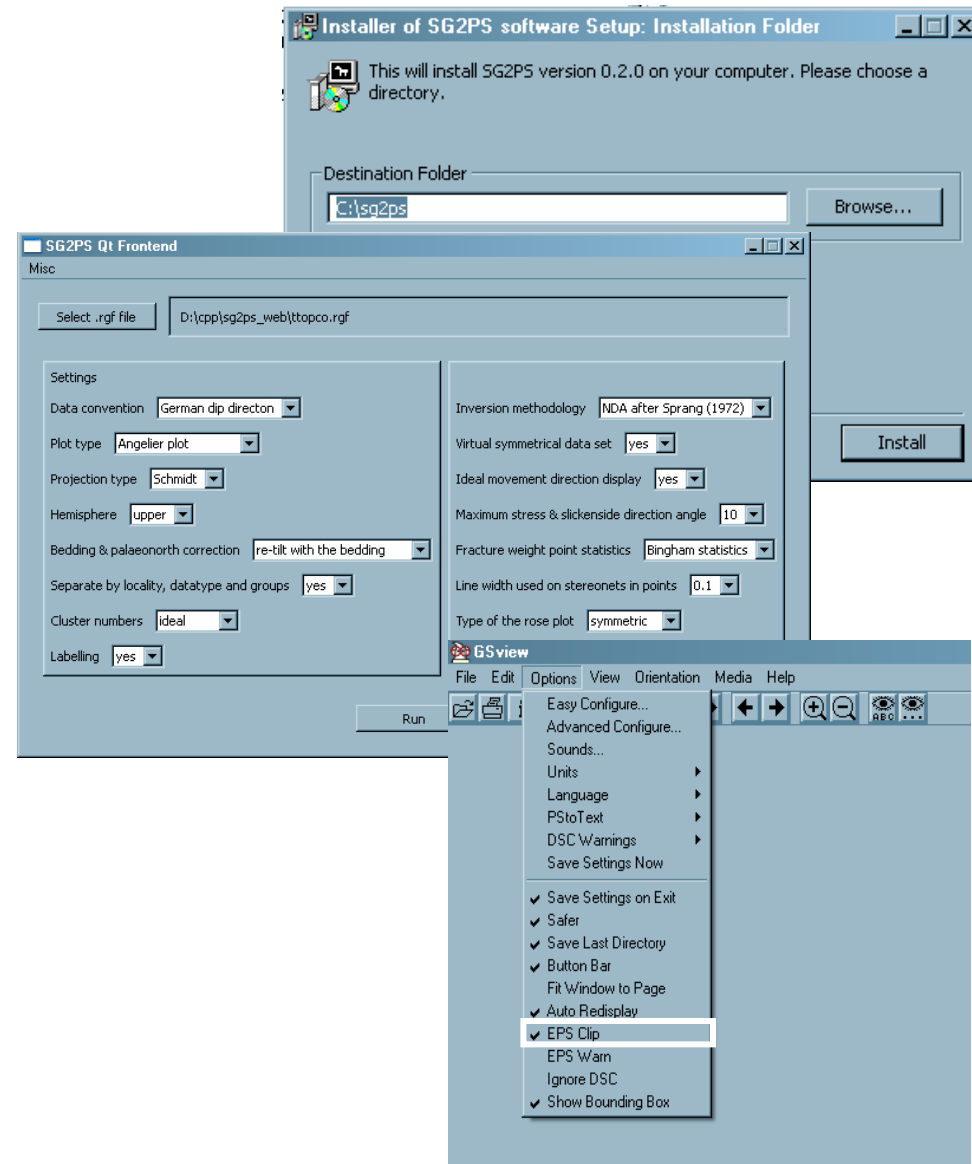 Installer of SG2PS software Setup: Installation Folder
This will install SG2PS version 0.2.0 on your computer. Please choose a
directory.
Destination Folder
C:\sg2ps
Browse...
Install
SG2PS Qt Frontend
Misc
Select .rgf file
D:\cpp\sg2ps_web\ttopco.rgf
Settings
Data convention German dip directon
Plot type Angelier plot
Projection type Schmidt
Hemisphere upper
Bedding & palaeonorth correction re-tilt with the bedding
Separate by locality, datatype and groups yes
Cluster numbers ideal
Labelling yes
Inversion methodology NDA after Sprang (1972)
Virtual symmetrical data set yes
Ideal movement direction display yes
Maximum stress & slickenside direction angle 10
Fracture weight point statistics Bingham statistics
Line width used on stereonets in points 0.1
Type of the rose plot symmetric
Run
GSview
File Edit Options View Orientation Media Help
ABC
Easy Configure...
Advanced Configure...
Sounds...
Units
Language
PStoText
DSC Warnings
Save Settings Now
Save Settings on Exit
Safer
Save Last Directory
Button Bar
Fit Window to Page
Auto Redisplay
EPS Clip
EPS Warn
Ignore DSC
Show Bounding Box